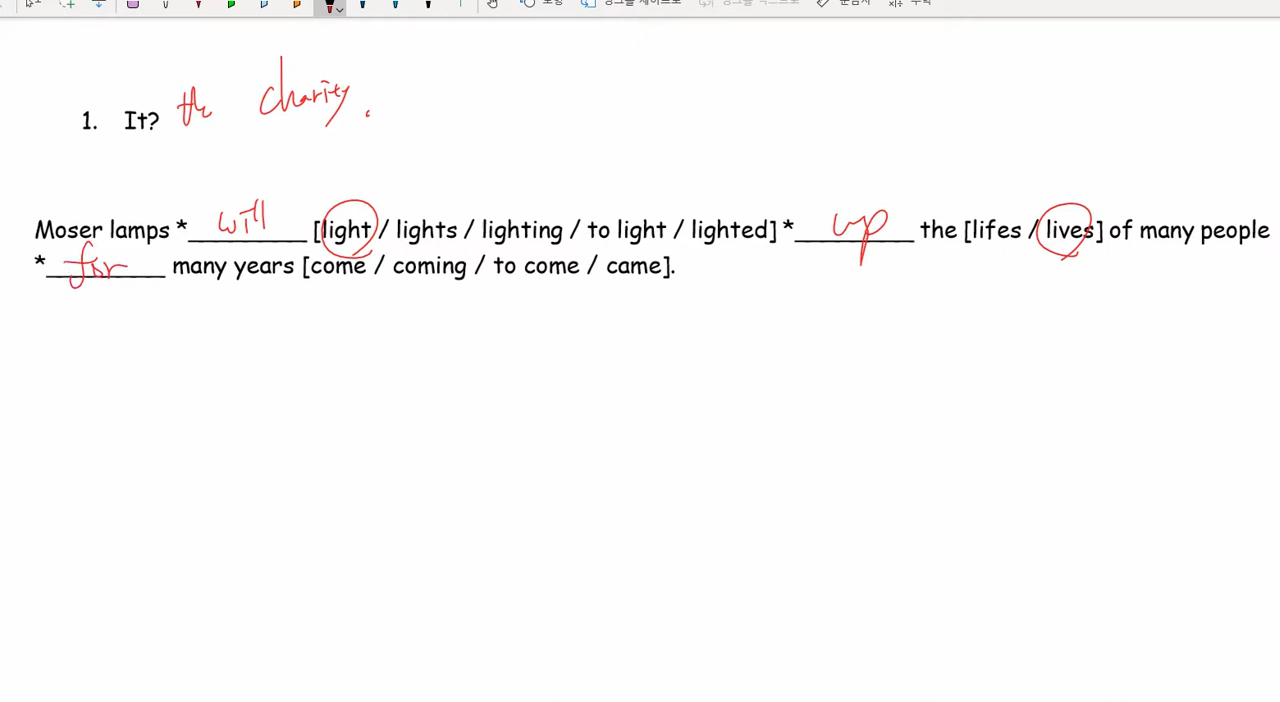 1. It? the charity.
Moser lamps * will [light / lights / lighting / to light / lighted] * up the [lifes / lives] of many people
* for many years [come / coming / to come / came].